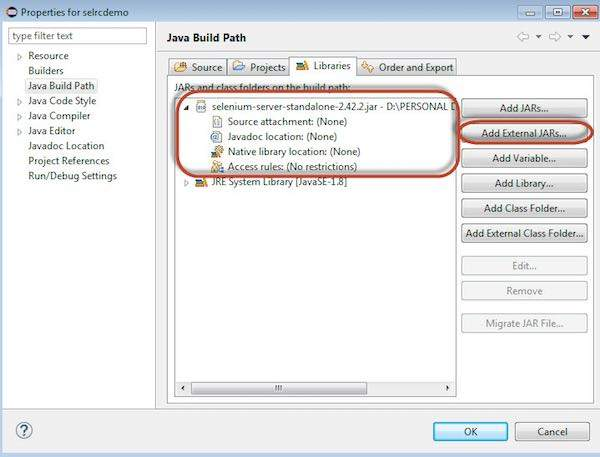 Properties for selrcdemo
type filter text
Resource
Builders
Java Build Path
Java Code Style
Java Compiler
Java Editor
Javadoc Location
Project References
Run/Debug Settings
Java Build Path
Source
Projects
Libraries
Order and Export
JARs and class folders on the build path:
selenium-server-standalone-2.42.2.jar - D:\PERSONAL D
Source attachment: (None)
Javadoc location: (None)
Native library location: (None)
Access rules: (No restrictions)
JRE System Library [JavaSE-1.8]
Add JARs...
Add External JARs...
Add Variable...
Add Library...
Add Class Folder...
Add External Class Folder...
Edit...
Remove
Migrate JAR File...
OK
Cancel